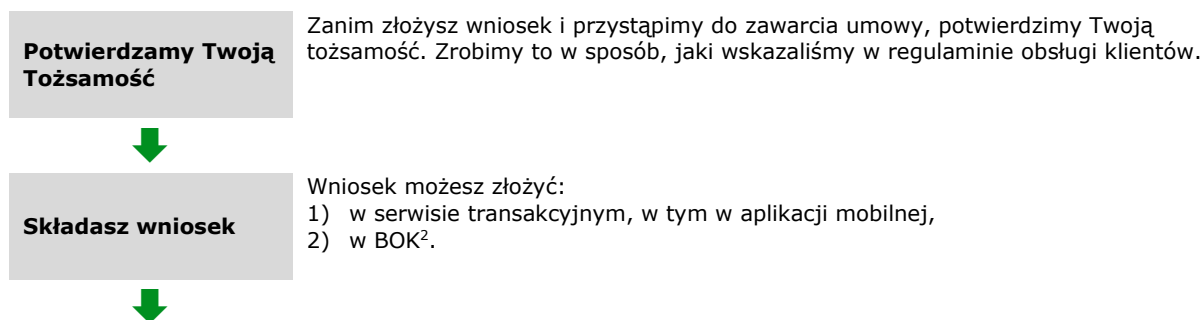 Potwierdzamy Twoją
Tożsamość
Zanim złożysz wniosek i przystąpimy do zawarcia umowy, potwierdzimy Twoją
tożsamość. Zrobimy to w sposób, jaki wskazaliśmy w regulaminie obsługi klientów.
Składasz wniosek
Wniosek możesz złożyć:
1) w serwisie transakcyjnym, w tym w aplikacji mobilnej,
2) w BOK².